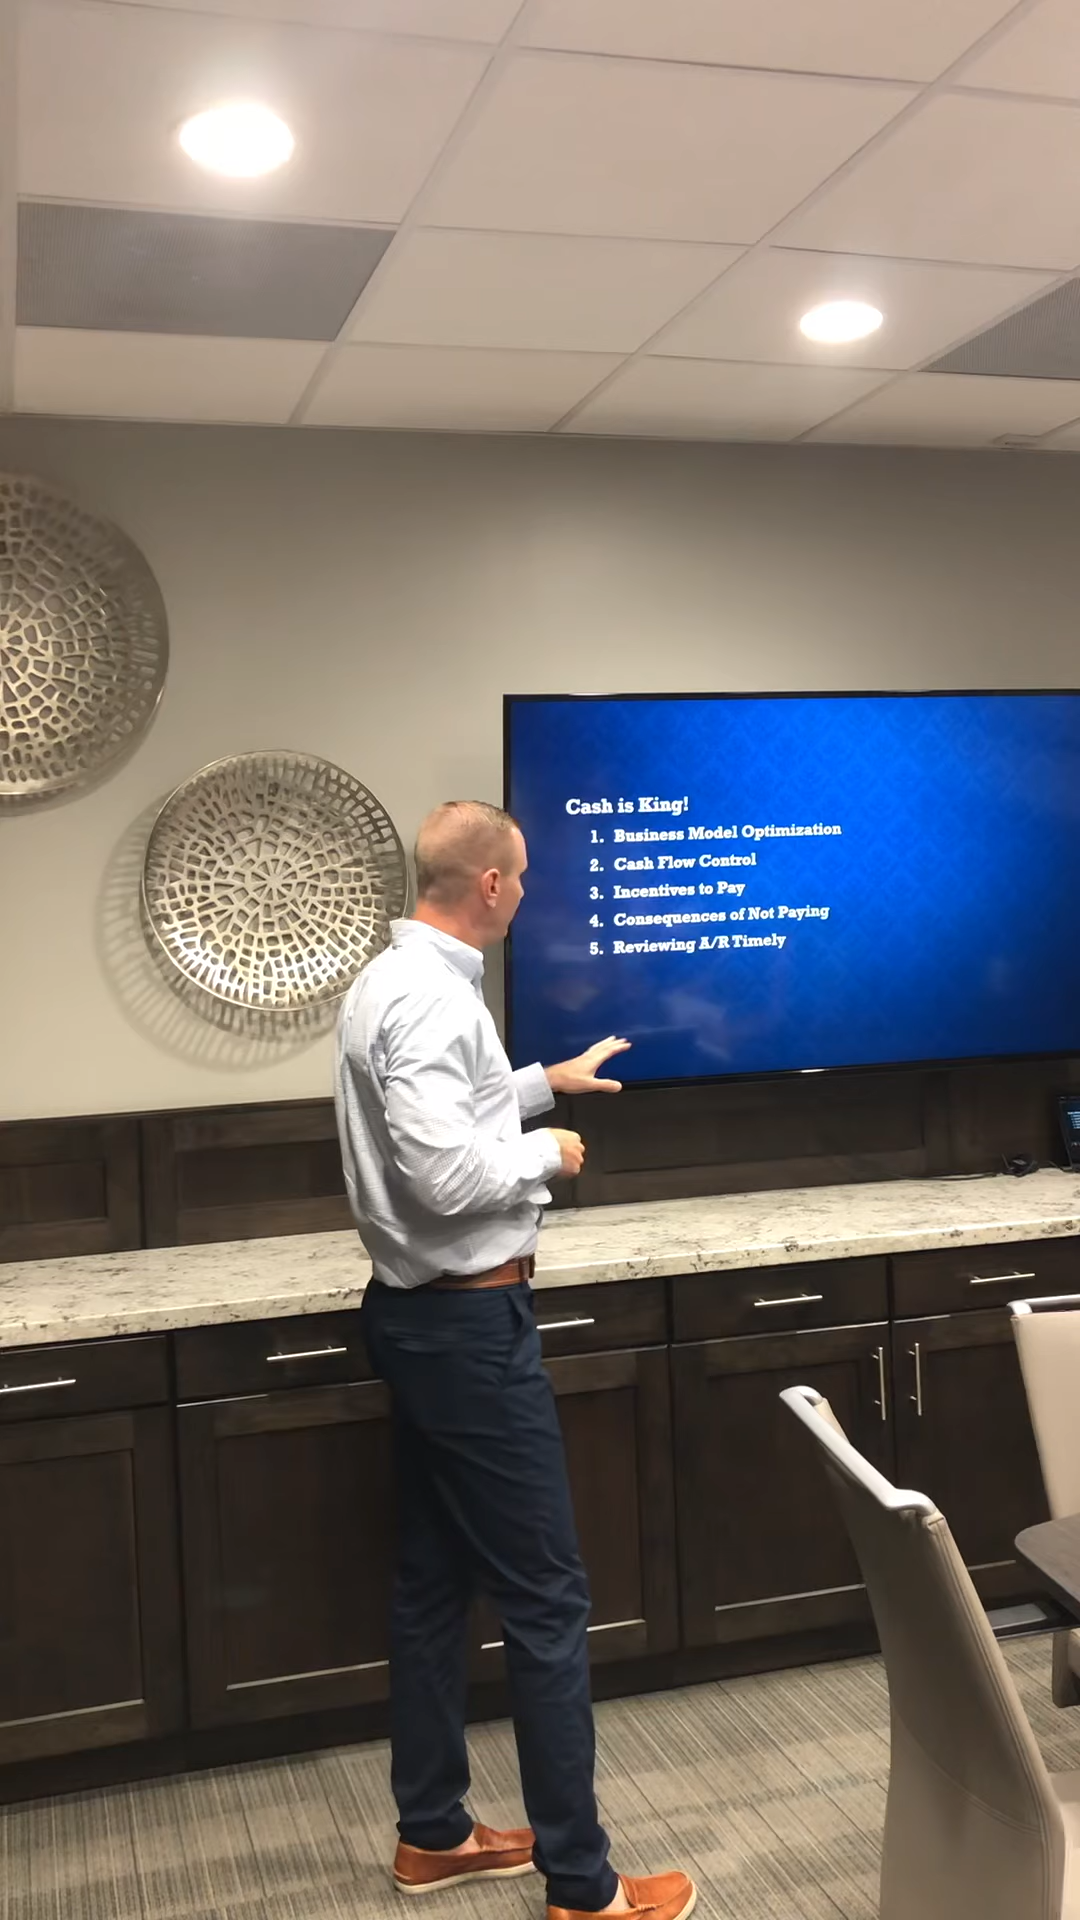 Cash is King!
1. Business Model Optimization
2. Cash Flow Control
3. Incentives to Pay
4. Consequences of Not Paying
5. Reviewing A/R Timely